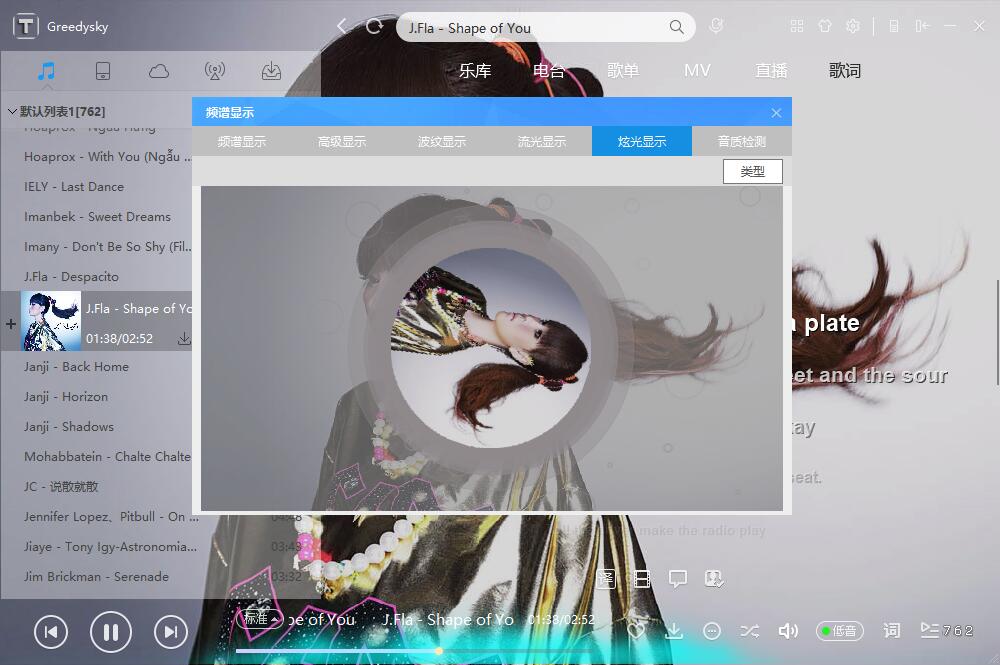 T Greedysky
J.Fla - Shape of You
乐库 电台 歌单 MV 直播 歌词
默认列表1[762]
Hoaprox - With You (Ngẫu ...
IELY - Last Dance
Imanbek - Sweet Dreams
Imany - Don't Be So Shy (Fil...
J.Fla - Despacito
J.Fla - Shape of Yo
01:38/02:52
Janji - Back Home
Janji - Horizon
Janji - Shadows
Mohabbatein - Chalte Chalte
JC - 说散就散
Jennifer Lopez、Pitbull - On ... 04:48
Jiaye - Tony Igy-Astronomia... 03:43
Jim Brickman - Serenade 03:32
频谱显示
频谱显示 高级显示 波纹显示 流光显示 炫光显示 音质检测
类型
a plate
eet and the sour
kay
seat.
make the radio play
译
标准 pe of You J.Fla - Shape of Yo 01:38/02:52
低音 词 762